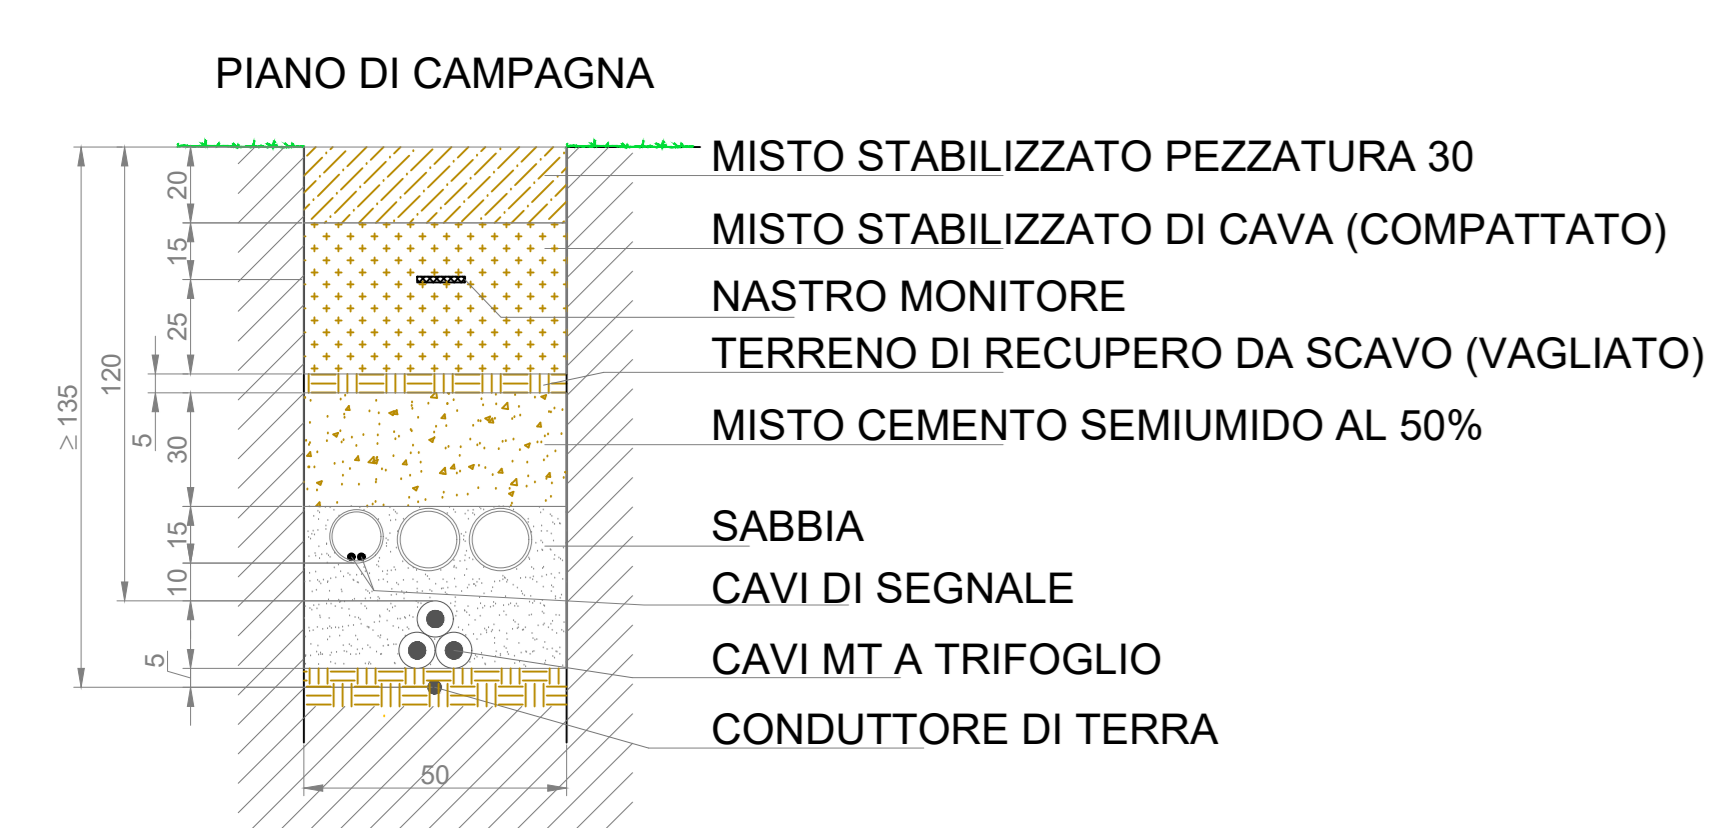 PIANO DI CAMPAGNA
MISTO STABILIZZATO PEZZATURA 30
MISTO STABILIZZATO DI CAVA (COMPATTATO)
NASTRO MONITORE
TERRENO DI RECUPERO DA SCAVO (VAGLIATO)
MISTO CEMENTO SEMIUMIDO AL 50%
SABBIA
CAVI DI SEGNALE
CAVI MT A TRIFOGLIO
CONDUTTORE DI TERRA
≥ 135
120
20
15
25
5
30
15
10
5
50